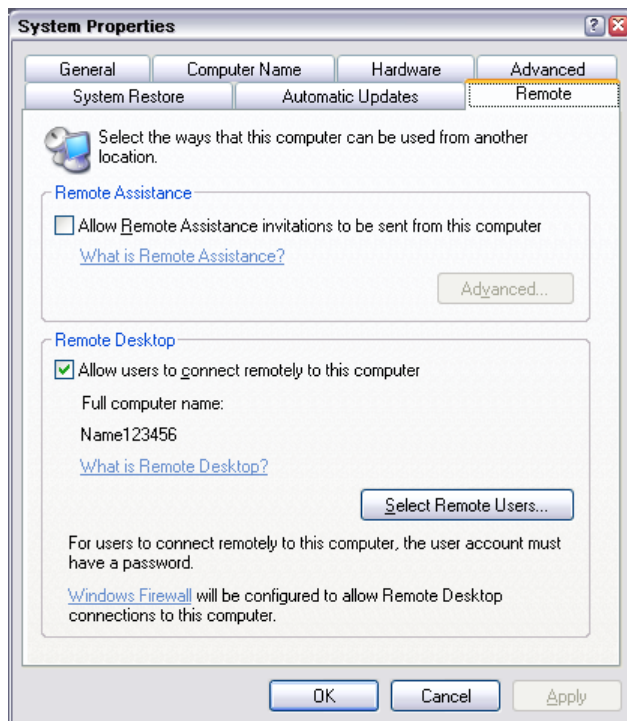 System Properties
General Computer Name Hardware Advanced
System Restore Automatic Updates Remote
Select the ways that this computer can be used from another
location.
Remote Assistance
Allow Remote Assistance invitations to be sent from this computer
What is Remote Assistance?
Advanced...
Remote Desktop
Allow users to connect remotely to this computer
Full computer name:
Name123456
What is Remote Desktop?
Select Remote Users...
For users to connect remotely to this computer, the user account must
have a password.
Windows Firewall will be configured to allow Remote Desktop
connections to this computer.
OK Cancel Apply